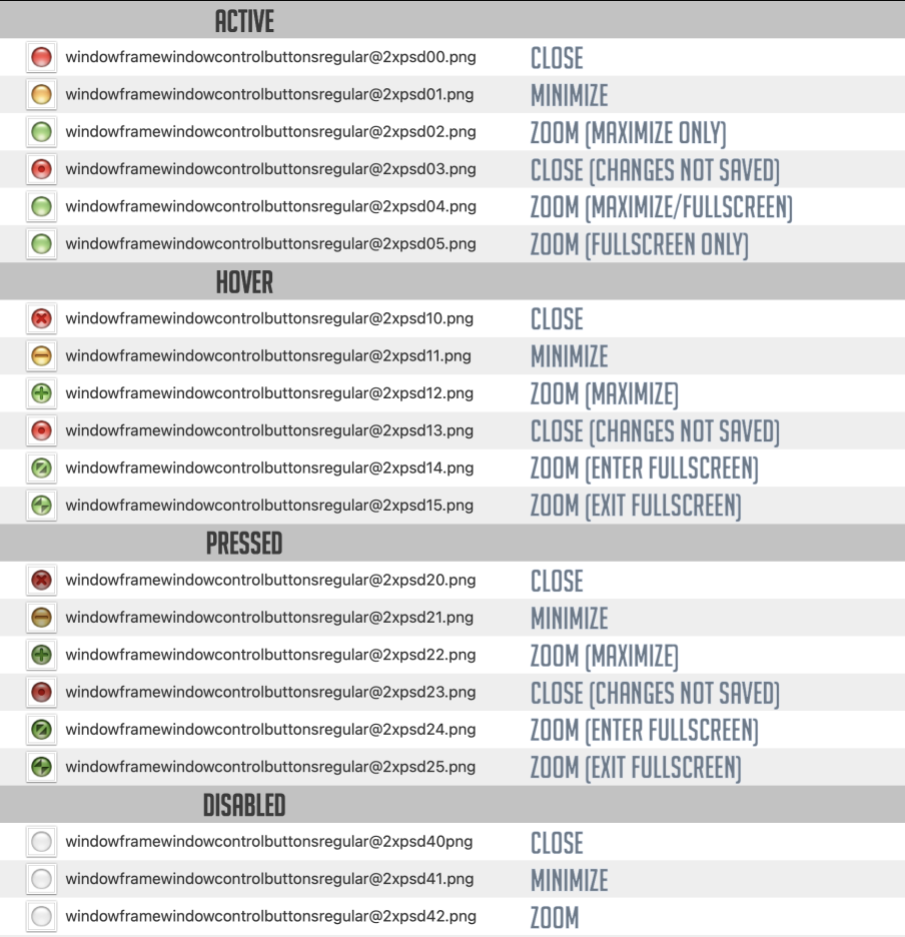 ACTIVE
windowframewindowcontrolbuttonsregular@2xpsd00.png CLOSE
windowframewindowcontrolbuttonsregular@2xpsd01.png MINIMIZE
windowframewindowcontrolbuttonsregular@2xpsd02.png ZOOM (MAXIMIZE ONLY)
windowframewindowcontrolbuttonsregular@2xpsd03.png CLOSE (CHANGES NOT SAVED)
windowframewindowcontrolbuttonsregular@2xpsd04.png ZOOM (MAXIMIZE/FULLSCREEN)
windowframewindowcontrolbuttonsregular@2xpsd05.png ZOOM (FULLSCREEN ONLY)
HOVER
windowframewindowcontrolbuttonsregular@2xpsd10.png CLOSE
windowframewindowcontrolbuttonsregular@2xpsd11.png MINIMIZE
windowframewindowcontrolbuttonsregular@2xpsd12.png ZOOM (MAXIMIZE)
windowframewindowcontrolbuttonsregular@2xpsd13.png CLOSE (CHANGES NOT SAVED)
windowframewindowcontrolbuttonsregular@2xpsd14.png ZOOM (ENTER FULLSCREEN)
windowframewindowcontrolbuttonsregular@2xpsd15.png ZOOM (EXIT FULLSCREEN)
PRESSED
windowframewindowcontrolbuttonsregular@2xpsd20.png CLOSE
windowframewindowcontrolbuttonsregular@2xpsd21.png MINIMIZE
windowframewindowcontrolbuttonsregular@2xpsd22.png ZOOM (MAXIMIZE)
windowframewindowcontrolbuttonsregular@2xpsd23.png CLOSE (CHANGES NOT SAVED)
windowframewindowcontrolbuttonsregular@2xpsd24.png ZOOM (ENTER FULLSCREEN)
windowframewindowcontrolbuttonsregular@2xpsd25.png ZOOM (EXIT FULLSCREEN)
DISABLED
windowframewindowcontrolbuttonsregular@2xpsd40png CLOSE
windowframewindowcontrolbuttonsregular@2xpsd41.png MINIMIZE
windowframewindowcontrolbuttonsregular@2xpsd42.png ZOOM